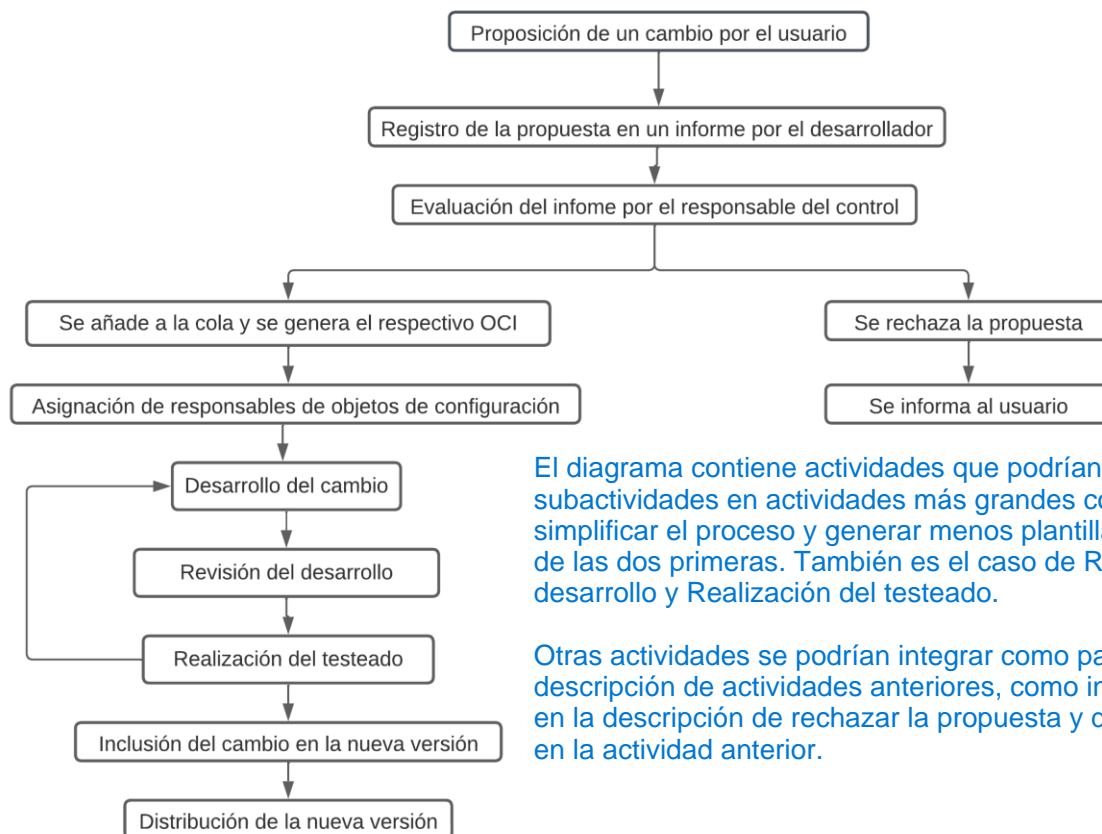 Proposición de un cambio por el usuario
Registro de la propuesta en un informe por el desarrollador
Evaluación del infome por el responsable del control
Se añade a la cola y se genera el respectivo OCI
Se rechaza la propuesta
Asignación de responsables de objetos de configuración
Se informa al usuario
Desarrollo del cambio
Revisión del desarrollo
Realización del testeado
Inclusión del cambio en la nueva versión
Distribución de la nueva versión
El diagrama contiene actividades que podrían
subactividades en actividades más grandes
simplificar el proceso y generar menos
de las dos primeras. También es el caso de
desarrollo y Realización del testeado.
Otras actividades se podrían integrar como
descripción de actividades anteriores, como
en la descripción de rechazar la propuesta y
en la actividad anterior.